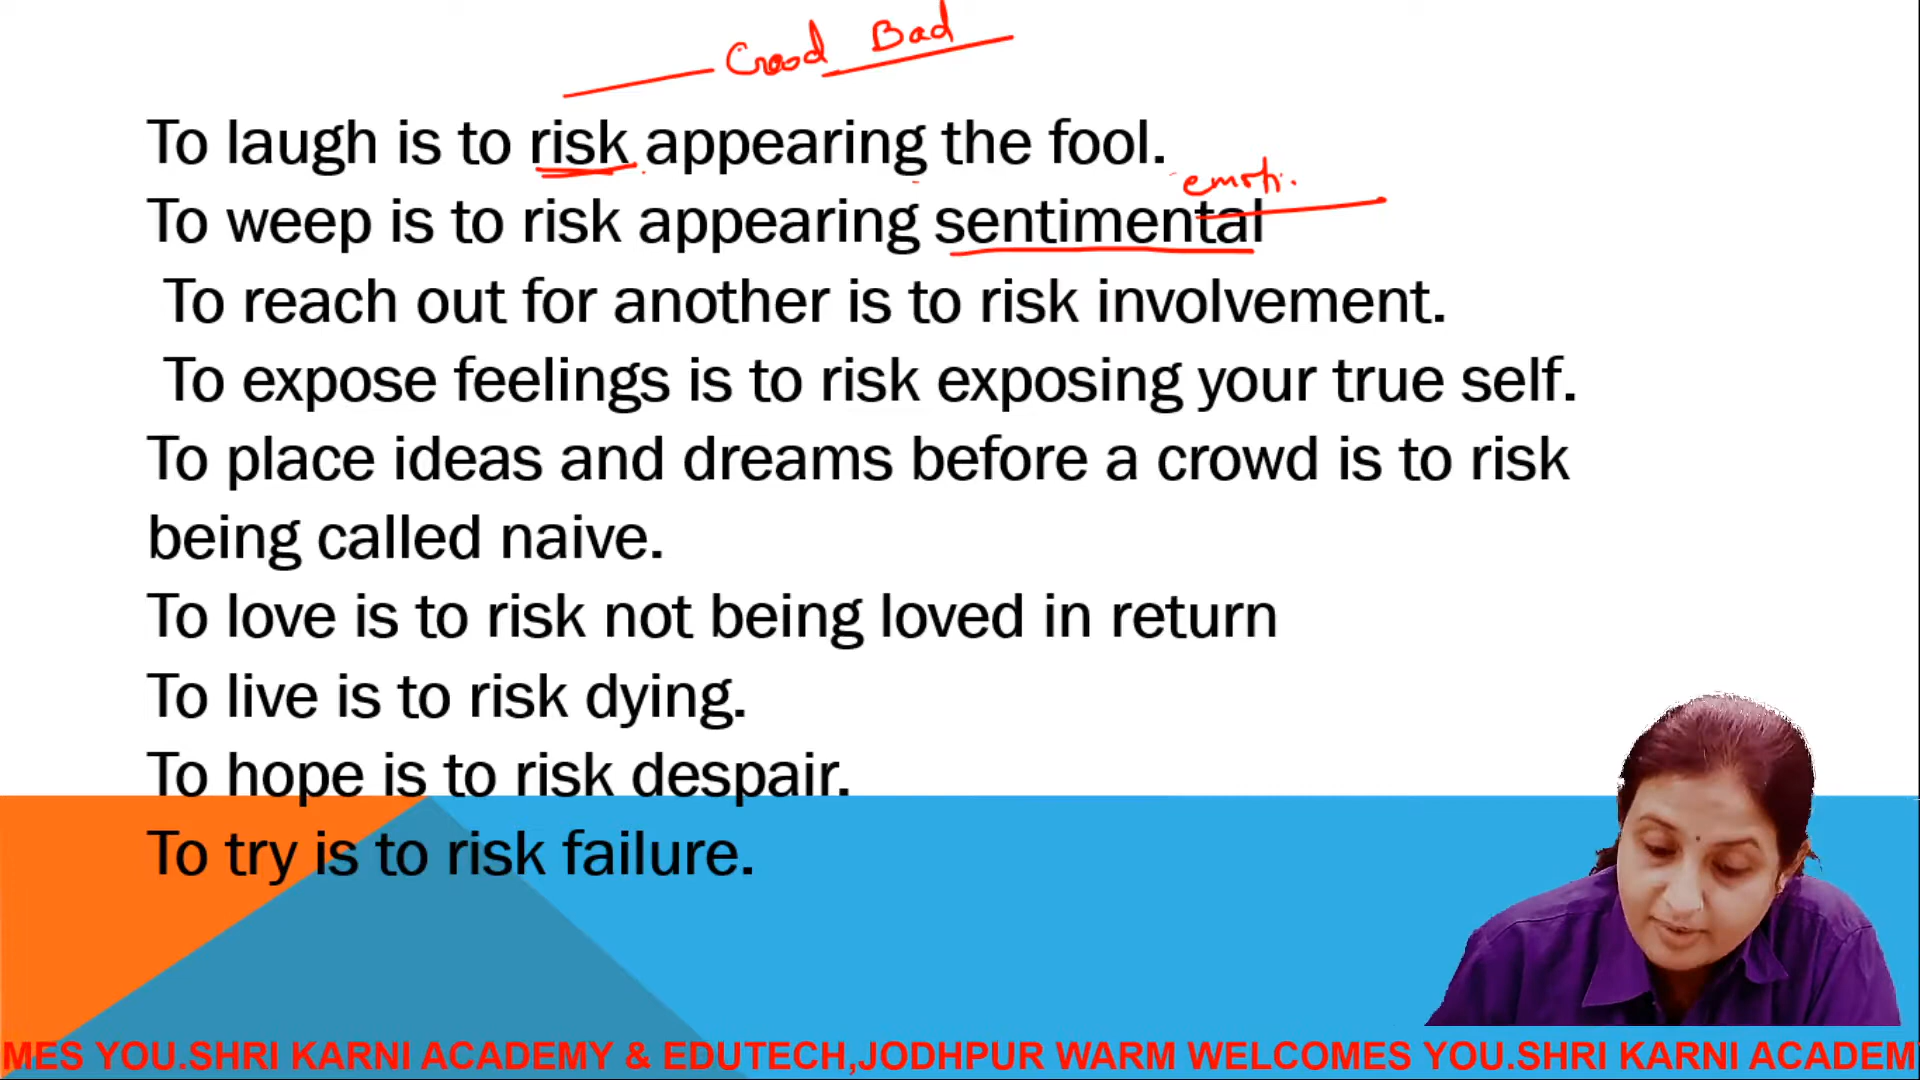 Good Bad
To laugh is to risk appearing the fool.
emoti.
To weep is to risk appearing sentimental
To reach out for another is to risk involvement.
To expose feelings is to risk exposing your true self.
To place ideas and dreams before a crowd is to risk
being called naive.
To love is to risk not being loved in return
To live is to risk dying.
To hope is to risk despair.
To try is to risk failure.
MES YOU.SHRI KARNI ACADEMY & EDUTECH,JODHPUR WARM WELCOMES YOU.SHRI KARNI ACADEM